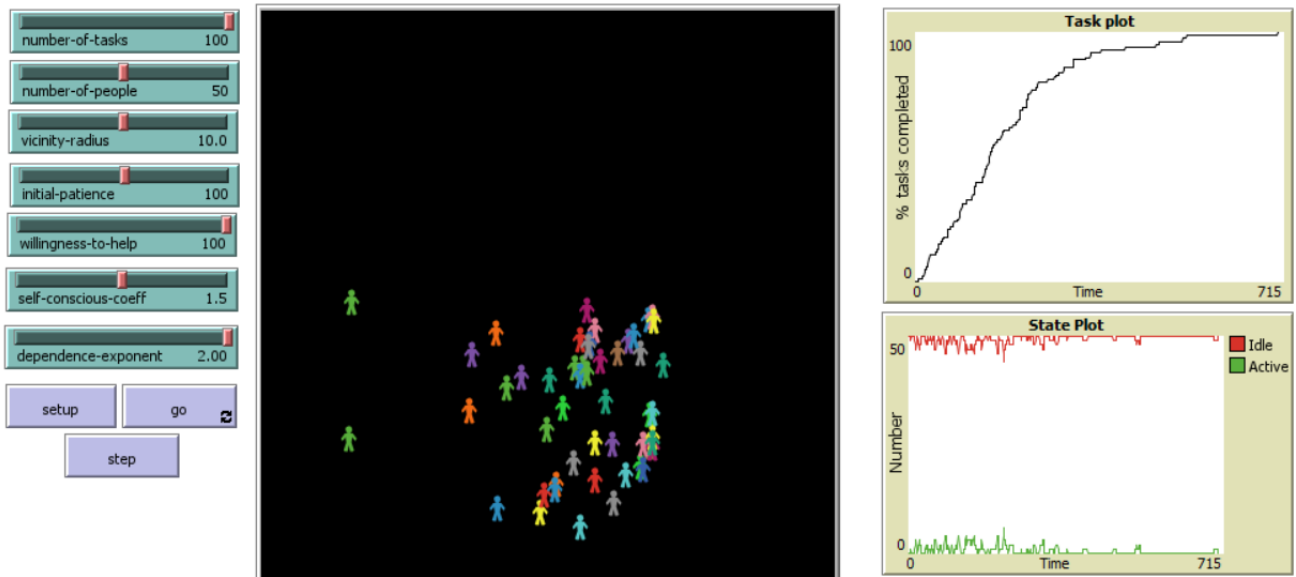 number-of-tasks 100
number-of-people 50
vicinity-radius 10.0
initial-patience 100
willingness-to-help 100
self-conscious-coeff 1.5
dependence-exponent 2.00
setup
go
step
Task plot
100
% tasks completed
0
0
Time
715
State Plot
50
Number
0
0
Time
715
Idle
Active